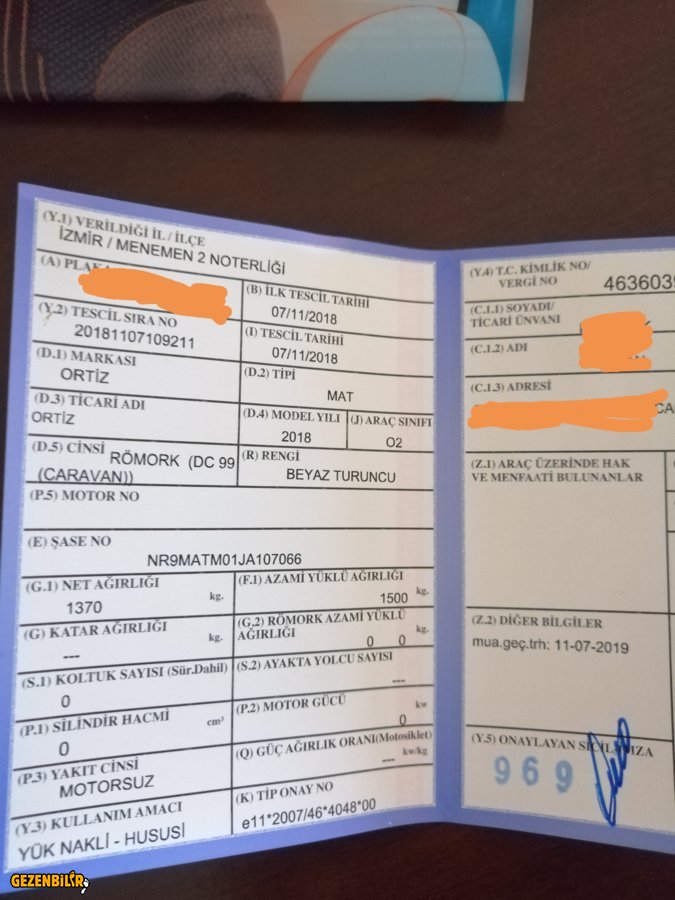 (Y.1) VERİLDİĞİ İL / İLÇE
İZMİR / MENEMEN 2 NOTERLİĞİ
(A)
(B) İLK TESCİL TARİHİ
07/11/2018
(Y.2) TESCİL SIRA NO
20181107109211
(I) TESCİL TARİHİ
07/11/2018
(D.1) MARKASI
ORTİZ
(D.2) TİPİ
MAT
(D.3) TİCARİ ADI
ORTİZ
(D.4) MODEL YILI
2018
(J) ARAÇ SINIFI
O2
(D.5) CİNSİ RÖMORK (DC 99
(CARAVAN))
(R) RENGİ
BEYAZ TURUNCU
(P.5) MOTOR NO
(E) ŞASE NO
NR9MATM01JA107066
(G.1) NET AĞIRLIĞI
1370 kg.
(F.1) AZAMİ YÜKLÜ AĞIRLIĞI
1500 kg.
(G) KATAR AĞIRLIĞI
--- kg.
(G.2) RÖMORK AZAMİ YÜKLÜ
AĞIRLIĞI 0 0 kg.
(S.1) KOLTUK SAYISI (Sür.Dahil)
0
(S.2) AYAKTA YOLCU SAYISI
---
(P.1) SİLİNDİR HACMİ cm³
0
(P.2) MOTOR GÜCÜ kw
0
(P.3) YAKIT CİNSİ
MOTORSUZ
(Q) GÜÇ AĞIRLIK ORANI(Motosiklet)
--- kw/kg
(Y.3) KULLANIM AMACI
YÜK NAKLİ - HUSUSİ
(K) TİP ONAY NO
e11*2007/46*4048*00
(Y.4) T.C. KİMLİK NO/
VERGİ NO 463603
(C.1.1) SOYADI/
TİCARİ ÜNVANI
(C.1.2) ADI
(C.1.3) ADRESİ
(Z.1) ARAÇ ÜZERİNDE HAK
VE MENFAATİ BULUNANLAR
(Z.2) DİĞER BİLGİLER
mua.geç.trh: 11-07-2019
(Y.5) ONAYLAYAN
969
GEZENBİLİR